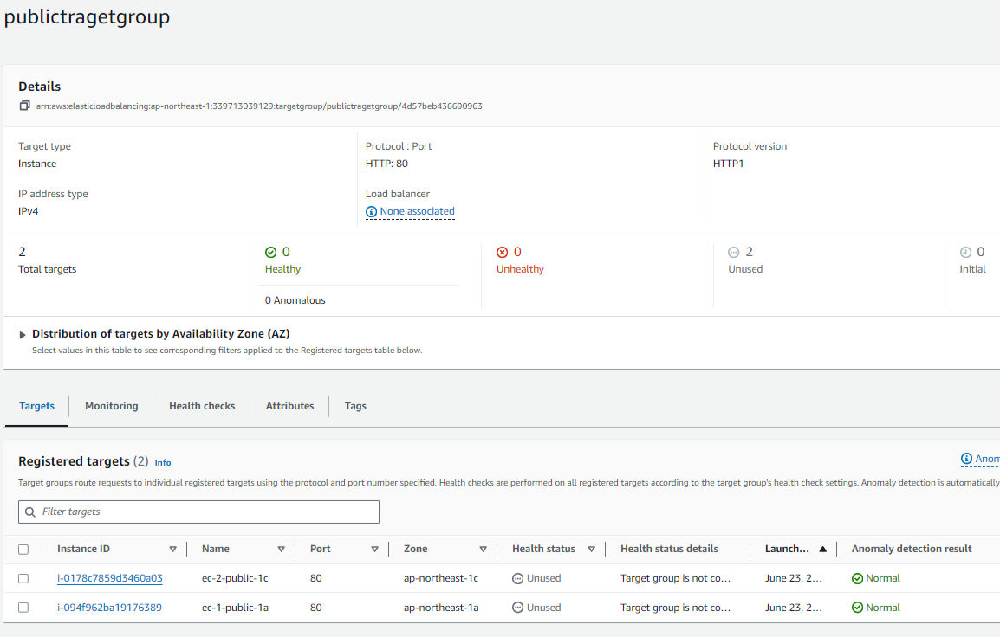 publictragetgroup
Details
arn:aws:elasticloadbalancing:ap-northeast-1:339713039129:targetgroup/publictragetgroup/4d57beb436690963
Target type
Instance
Protocol : Port
HTTP: 80
Protocol version
HTTP1
IP address type
IPv4
Load balancer
None associated
2
Total targets
0
Healthy
0 Anomalous
0
Unhealthy
2
Unused
0
Initial
Distribution of targets by Availability Zone (AZ)
Select values in this table to see corresponding filters applied to the Registered targets table below.
Targets Monitoring Health checks Attributes Tags
Registered targets (2) Info
Anom
Target groups route requests to individual registered targets using the protocol and port number specified. Health checks are performed on all registered targets according to the target group's health check settings. Anomaly detection is automatically
Filter targets
Instance ID Name Port Zone Health status Health status details Launch... Anomaly detection result
i-0178c7859d3460a03 ec-2-public-1c 80 ap-northeast-1c Unused Target group is not co... June 23, 2... Normal
i-094f962ba19176389 ec-1-public-1a 80 ap-northeast-1a Unused Target group is not co... June 23, 2... Normal